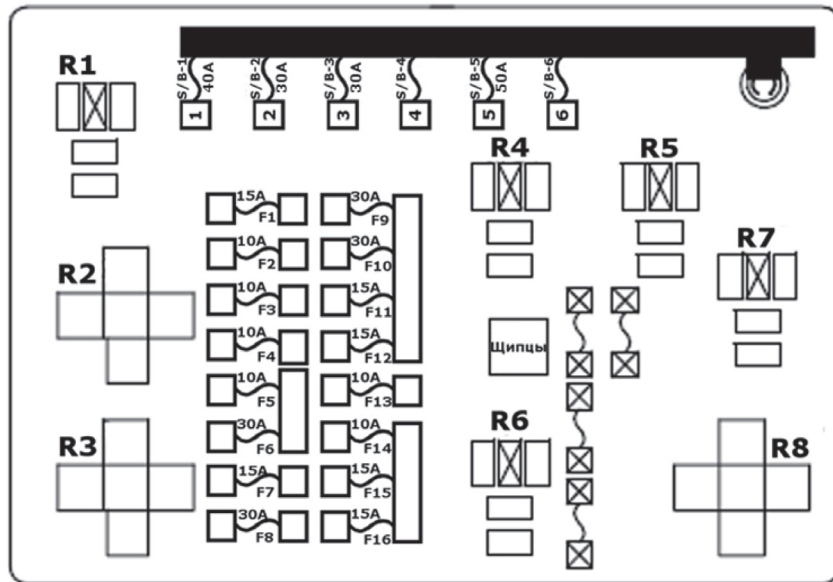 R1
S/B-1 40A
S/B-2 30A
S/B-3 30A
S/B-4
S/B-5 50A
S/B-6
1 2 3 4 5 6
R4 R5
15A F1 30A F9
10A F2 30A F10
R7
R2
10A F3 15A F11
10A F4 15A F12
Щипцы
10A F5 10A F13
30A F6 10A F14
R3 R6 R8
15A F7 15A F15
30A F8 15A F16